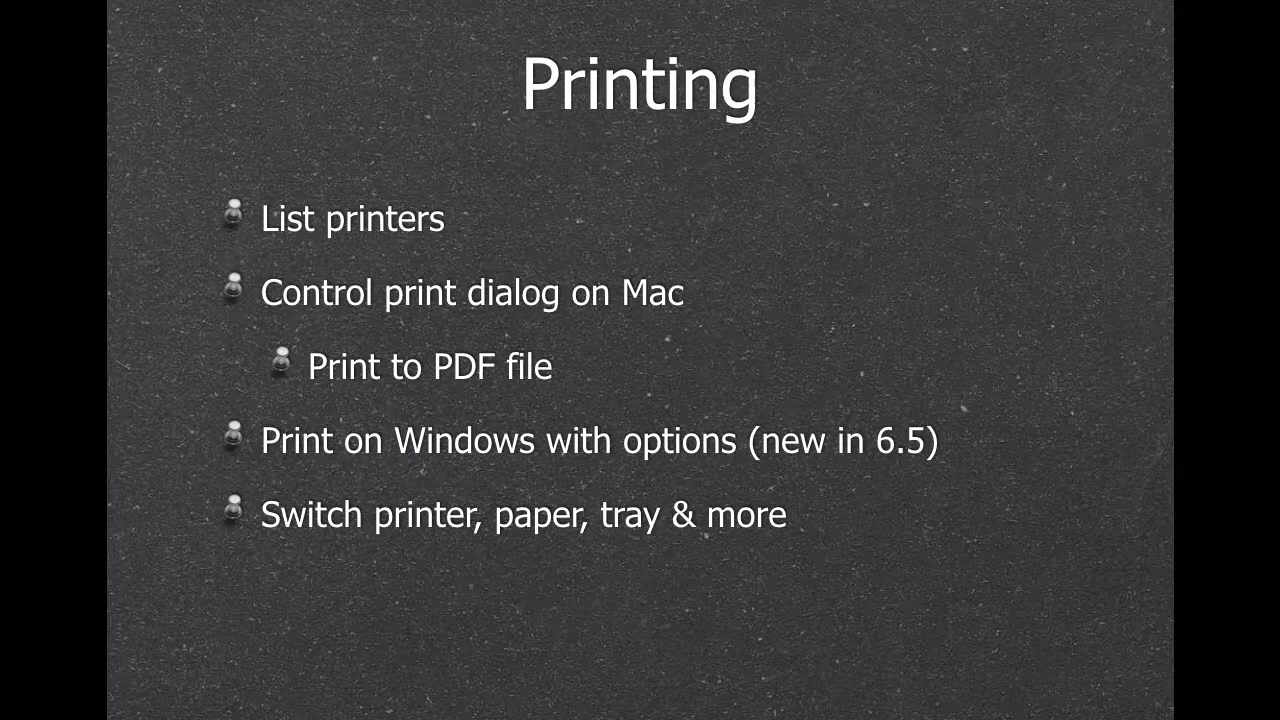 Printing
List printers
Control print dialog on Mac
Print to PDF file
Print on Windows with options (new in 6.5)
Switch printer, paper, tray & more